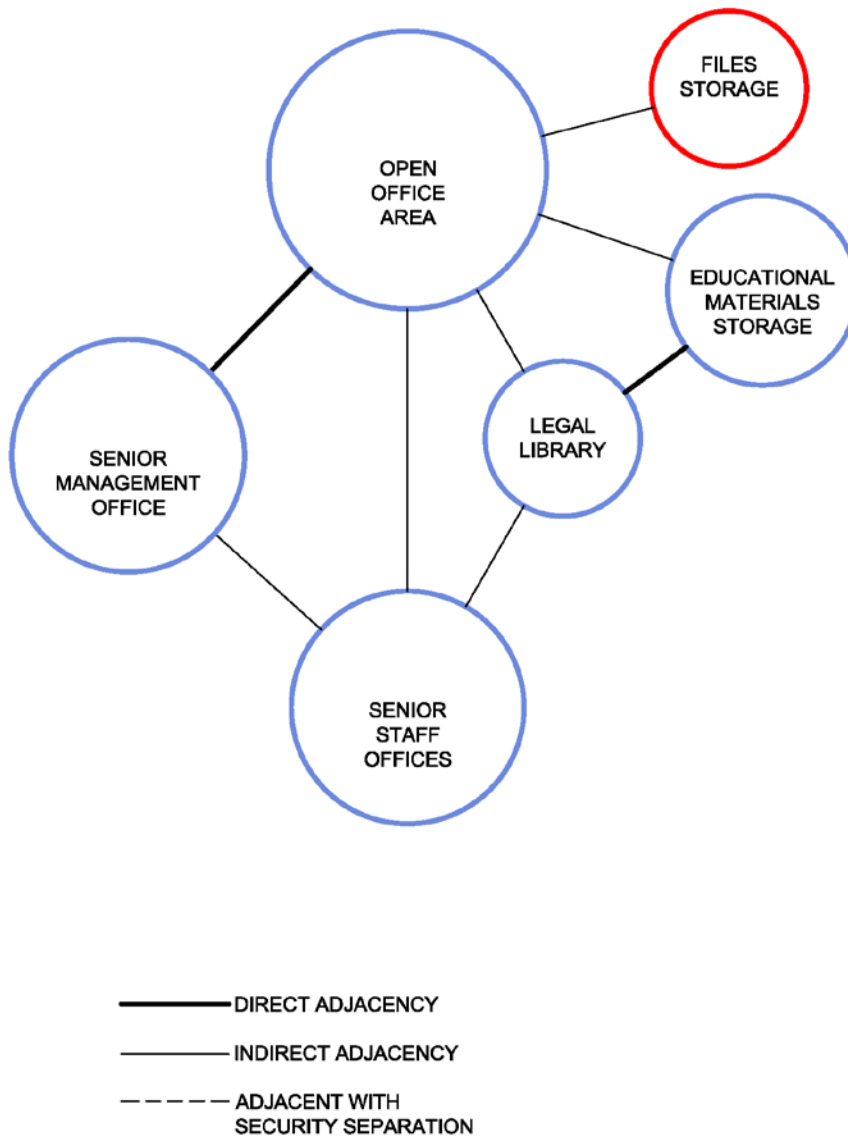 FILES
STORAGE
OPEN
OFFICE
AREA
EDUCATIONAL
MATERIALS
STORAGE
LEGAL
LIBRARY
SENIOR
MANAGEMENT
OFFICE
SENIOR
STAFF
OFFICES
DIRECT ADJACENCY
INDIRECT ADJACENCY
ADJACENT WITH
SECURITY SEPARATION